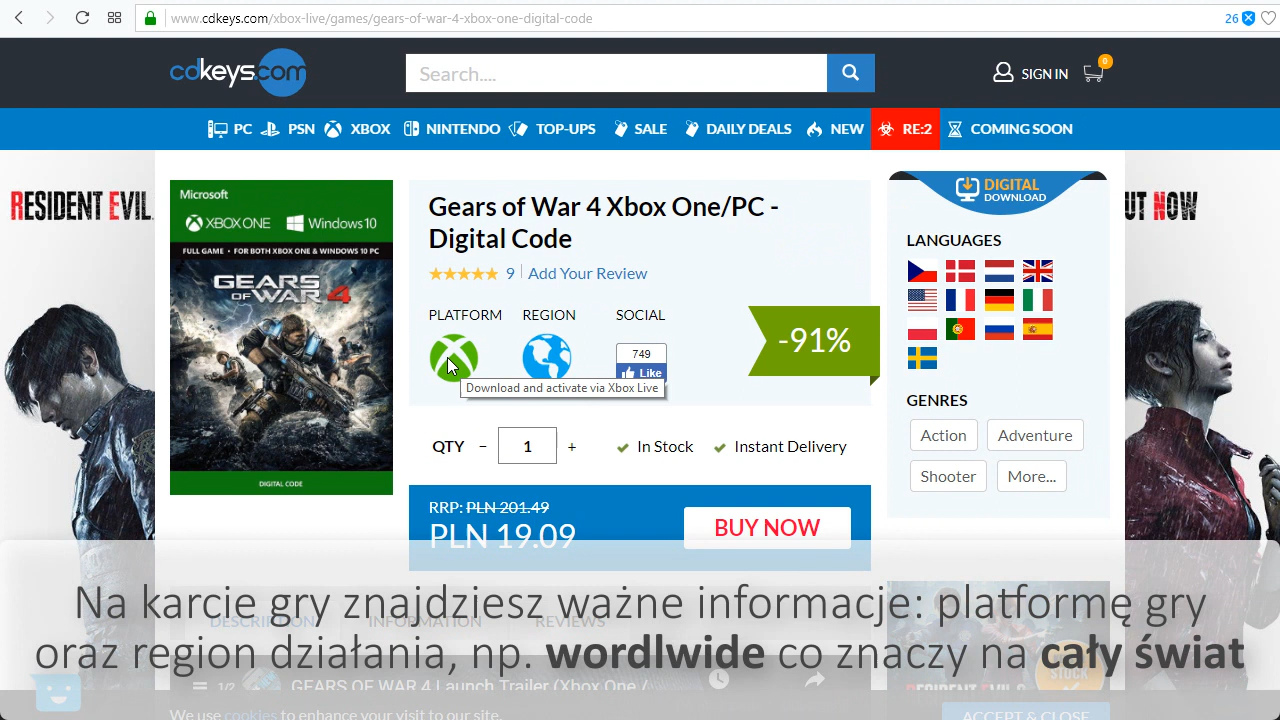 www.cdkeys.com/xbox-live/games/gears-of-war-4-xbox-one-digital-code
26
cdkeys.com
Search....
SIGN IN
0
PC
PSN
XBOX
NINTENDO
TOP-UPS
SALE
DAILY DEALS
NEW
RE:2
COMING SOON
RESIDENT EVIL
OUT NOW
Microsoft
XBOX ONE
Windows 10
FULL GAME • FOR BOTH XBOX ONE & WINDOWS 10 PC
GEARS
OF WAR 4
DIGITAL CODE
Gears of War 4 Xbox One/PC -
Digital Code
9
Add Your Review
PLATFORM
REGION
SOCIAL
749
Like
Download and activate via Xbox Live
-91%
QTY
−
1
+
In Stock
Instant Delivery
RRP: PLN 201.49
PLN 19.09
BUY NOW
DIGITAL
DOWNLOAD
LANGUAGES
GENRES
Action
Adventure
Shooter
More...
Na karcie gry znajdziesz ważne informacje: platformę gry
oraz region działania, np. wordlwide co znaczy na cały świat
DESCRIPTION
INFORMATION
REVIEWS
1/2
GEARS OF WAR 4 Launch Trailer (Xbox One /
STOCK
We use cookies to enhance your visit to our site.
ACCEPT & CLOSE